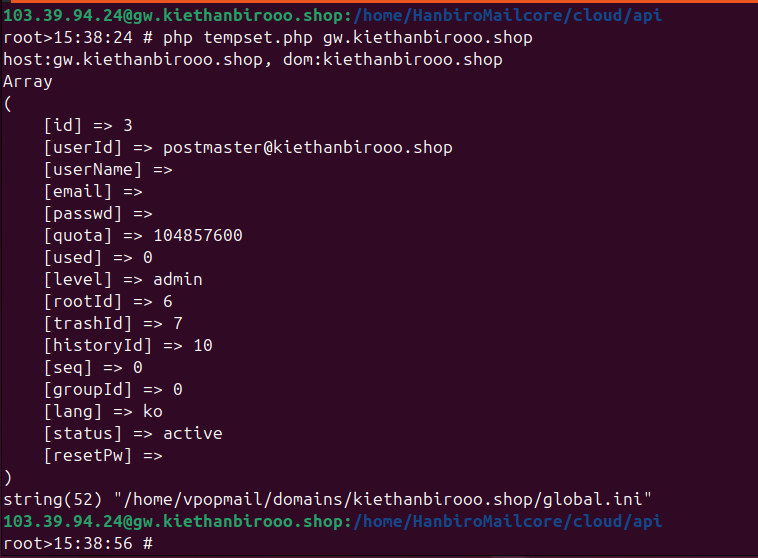 103.39.94.24@gw.kiethanbirooo.shop:/home/HanbiroMailcore/cloud/api
root>15:38:24 # php tempset.php gw.kiethanbirooo.shop
host:gw.kiethanbirooo.shop, dom:kiethanbirooo.shop
Array
(
    [id] => 3
    [userId] => postmaster@kiethanbirooo.shop
    [userName] =>
    [email] =>
    [passwd] =>
    [quota] => 104857600
    [used] => 0
    [level] => admin
    [rootId] => 6
    [trashId] => 7
    [historyId] => 10
    [seq] => 0
    [groupId] => 0
    [lang] => ko
    [status] => active
    [resetPw] =>
)
string(52) "/home/vpopmail/domains/kiethanbirooo.shop/global.ini"
103.39.94.24@gw.kiethanbirooo.shop:/home/HanbiroMailcore/cloud/api
root>15:38:56 #